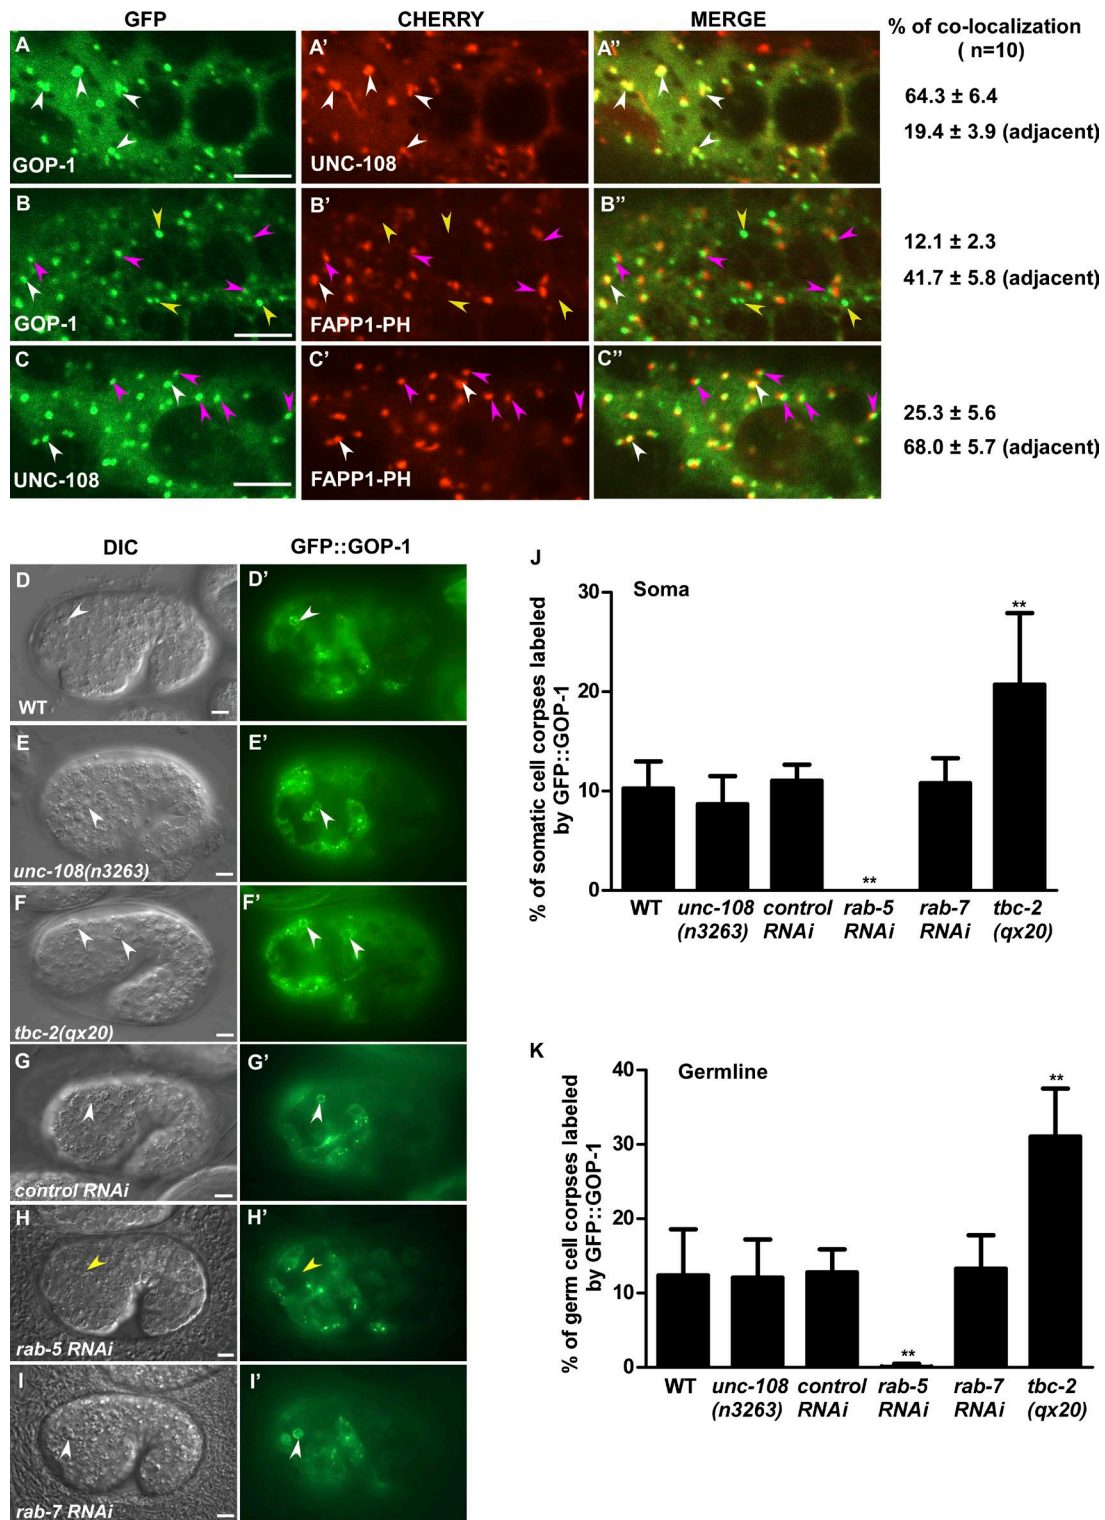 GFP CHERRY MERGE % of co-localization
( n=10)
A A' A''
64.3 ± 6.4
19.4 ± 3.9 (adjacent)
GOP-1 UNC-108
B B' B''
12.1 ± 2.3
41.7 ± 5.8 (adjacent)
GOP-1 FAPP1-PH
C C' C''
25.3 ± 5.6
68.0 ± 5.7 (adjacent)
UNC-108 FAPP1-PH
DIC GFP::GOP-1
D D'
WT
E E'
unc-108(n3263)
F F'
tbc-2(qx20)
G G'
control RNAi
H H'
rab-5 RNAi
I I'
rab-7 RNAi
J
Soma
% of somatic cell corpses labeled
by GFP::GOP-1
30
20
10
0
**
**
WT unc-108 control rab-5 rab-7 tbc-2
(n3263) RNAi RNAi RNAi (qx20)
K
Germline
% of germ cell corpses labeled
by GFP::GOP-1
40
30
20
10
0
**
**
WT unc-108 control rab-5 rab-7 tbc-2
(n3263) RNAi RNAi RNAi (qx20)